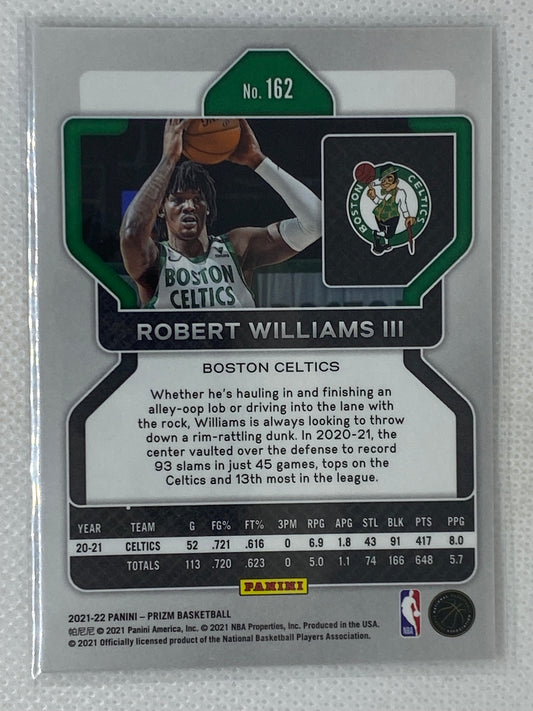 No. 162
BOSTON
CELTICS
BOSTON
CELTICS
ROBERT WILLIAMS III
BOSTON CELTICS
Whether he's hauling in and finishing an
alley-oop lob or driving into the lane with
the rock, Williams is always looking to throw
down a rim-rattling dunk. In 2020-21, the
center vaulted over the defense to record
93 slams in just 45 games, tops on the
Celtics and 13th most in the league.
YEAR TEAM G FG% FT% 3PM RPG APG STL BLK PTS PPG
20-21 CELTICS 52 .721 .616 0 6.9 1.8 43 91 417 8.0
TOTALS 113 .720 .623 0 5.0 1.1 74 166 648 5.7
PANINI
2021-22 PANINI – PRIZM BASKETBALL
帕尼尼 © 2021 Panini America, Inc. © 2021 NBA Properties, Inc. Produced in the USA.
© 2021 Officially licensed product of the National Basketball Players Association.
NBA